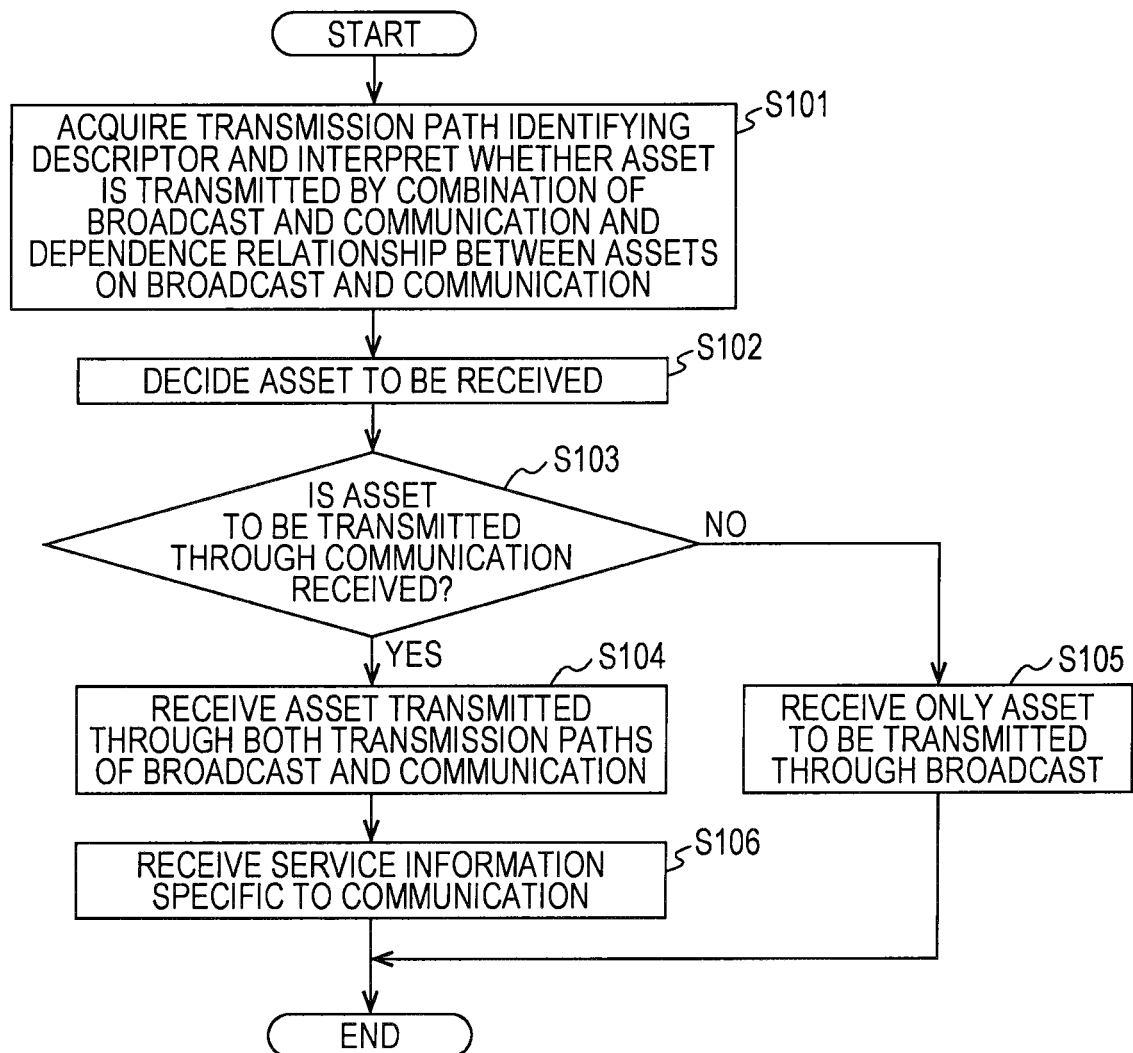 START
S101
ACQUIRE TRANSMISSION PATH IDENTIFYING
DESCRIPTOR AND INTERPRET WHETHER ASSET
IS TRANSMITTED BY COMBINATION OF
BROADCAST AND COMMUNICATION AND
DEPENDENCE RELATIONSHIP BETWEEN ASSETS
ON BROADCAST AND COMMUNICATION
S102
DECIDE ASSET TO BE RECEIVED
S103
IS ASSET
TO BE TRANSMITTED
THROUGH COMMUNICATION
RECEIVED?
NO
YES
S104
RECEIVE ASSET TRANSMITTED
THROUGH BOTH TRANSMISSION PATHS
OF BROADCAST AND COMMUNICATION
S105
RECEIVE ONLY ASSET
TO BE TRANSMITTED
THROUGH BROADCAST
S106
RECEIVE SERVICE INFORMATION
SPECIFIC TO COMMUNICATION
END